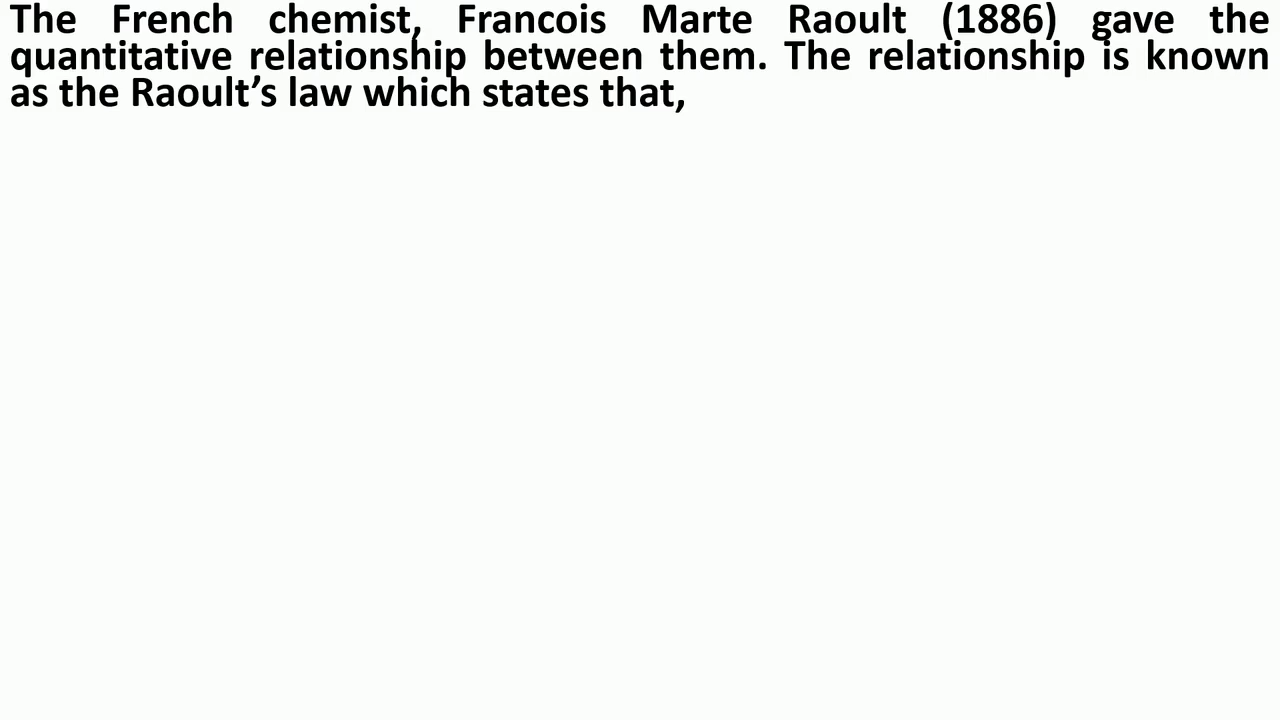 The French chemist, Francois Marte Raoult (1886) gave the
quantitative relationship between them. The relationship is known
as the Raoult’s law which states that,